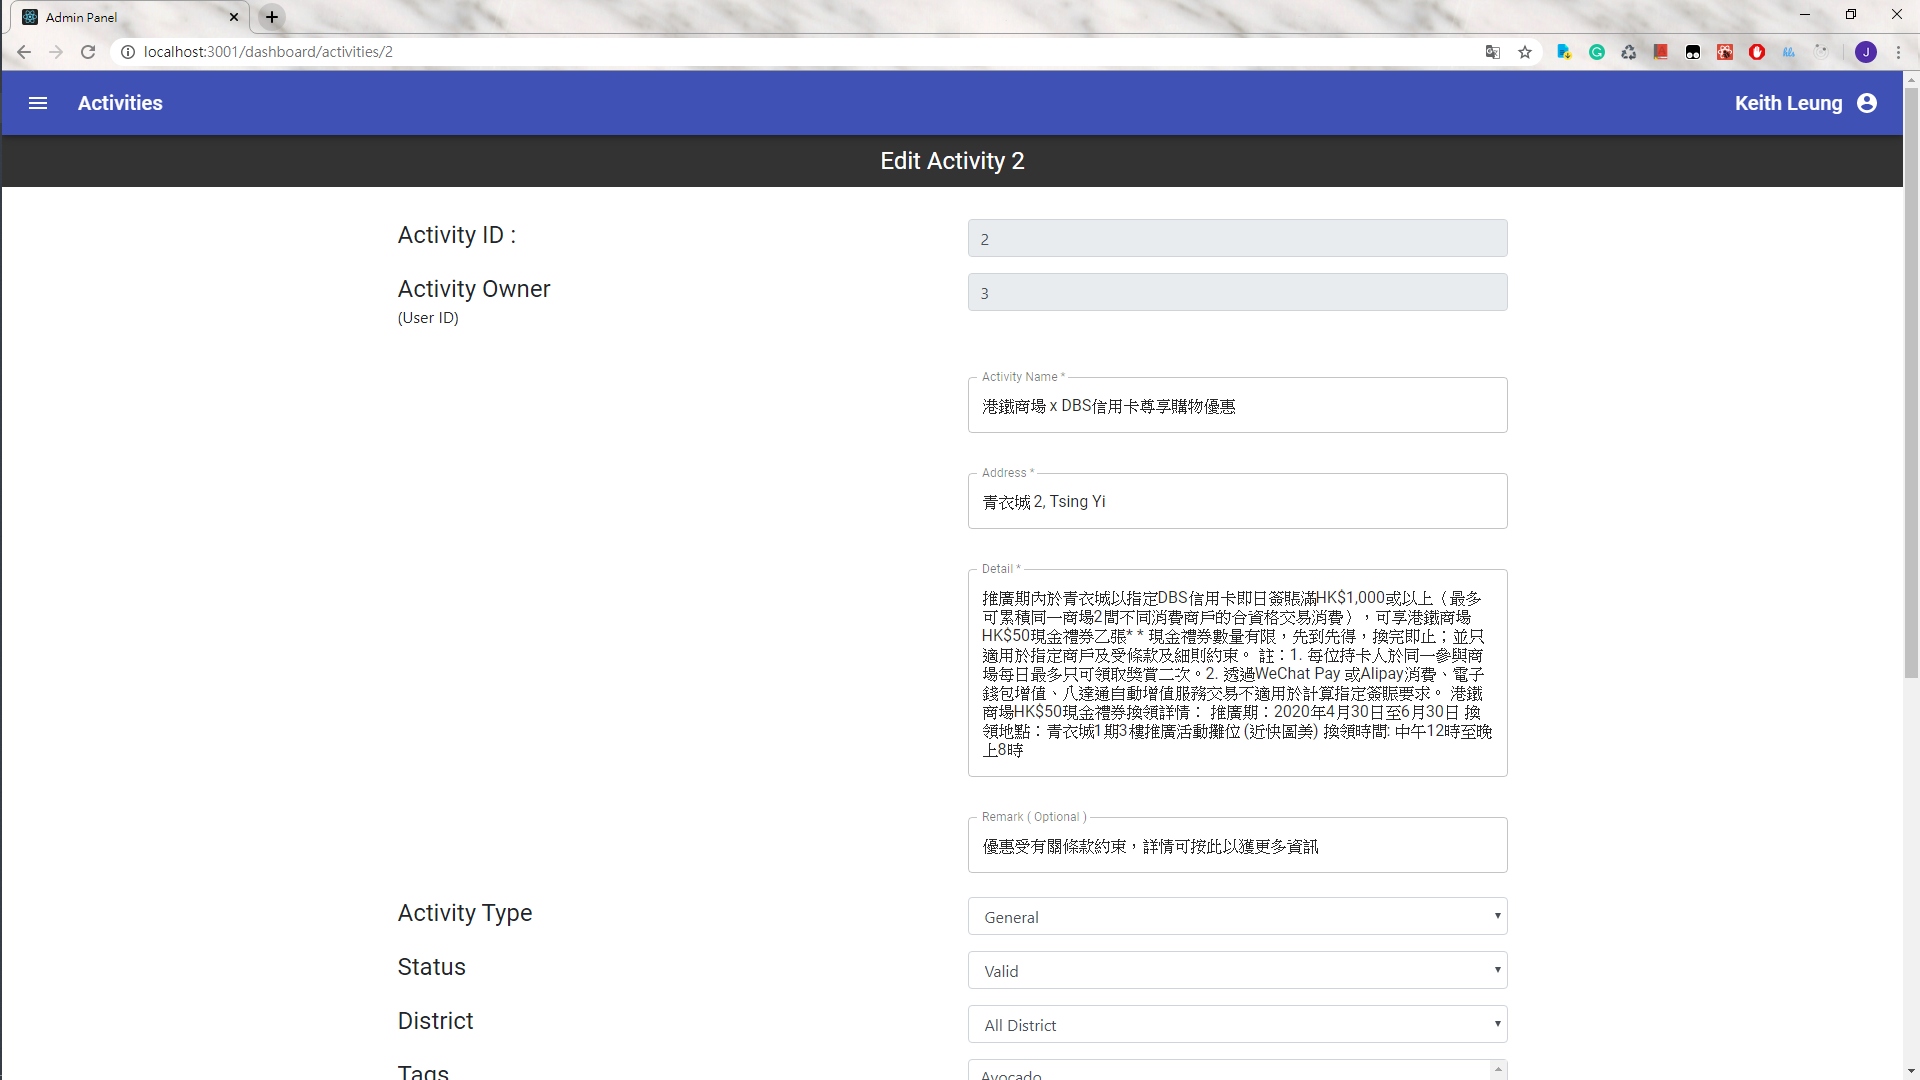 Admin Panel
localhost:3001/dashboard/activities/2
J
Activities
Keith Leung
Edit Activity 2
Activity ID :
2
Activity Owner
(User ID)
3
Activity Name *
港鐵商場 x DBS信用卡尊享購物優惠
Address *
青衣城 2, Tsing Yi
Detail *
推廣期內於青衣城以指定DBS信用卡即日簽賬滿HK$1,000或以上（最多
可累積同一商場2間不同消費商戶的合資格交易消費），可享港鐵商場
HK$50現金禮券乙張* * 現金禮券數量有限，先到先得，換完即止；並只
適用於指定商戶及受條款及細則約束。 註：1. 每位持卡人於同一參與商
場每日最多只可領取獎賞二次。2. 透過WeChat Pay 或Alipay消費、電子
錢包增值、八達通自動增值服務交易不適用於計算指定簽賬要求。 港鐵
商場HK$50現金禮券換領詳情： 推廣期：2020年4月30日至6月30日 換
領地點：青衣城1期3樓推廣活動攤位 (近快圖美) 換領時間: 中午12時至晚
上8時
Remark ( Optional )
優惠受有關條款約束，詳情可按此以獲更多資訊
Activity Type
General
Status
Valid
District
All District
Tags
Avocado